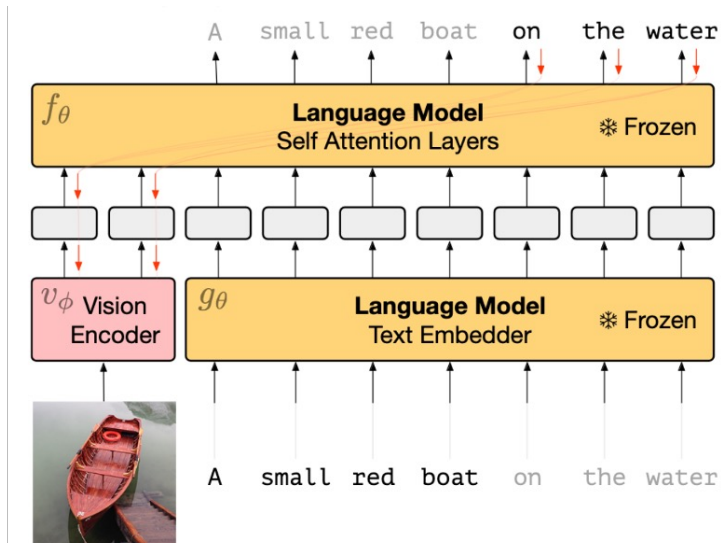 A small red boat on the water
fθ Language Model
Self Attention Layers
❄ Frozen
vϕ Vision
Encoder
gθ Language Model
Text Embedder
❄ Frozen
A small red boat on the water